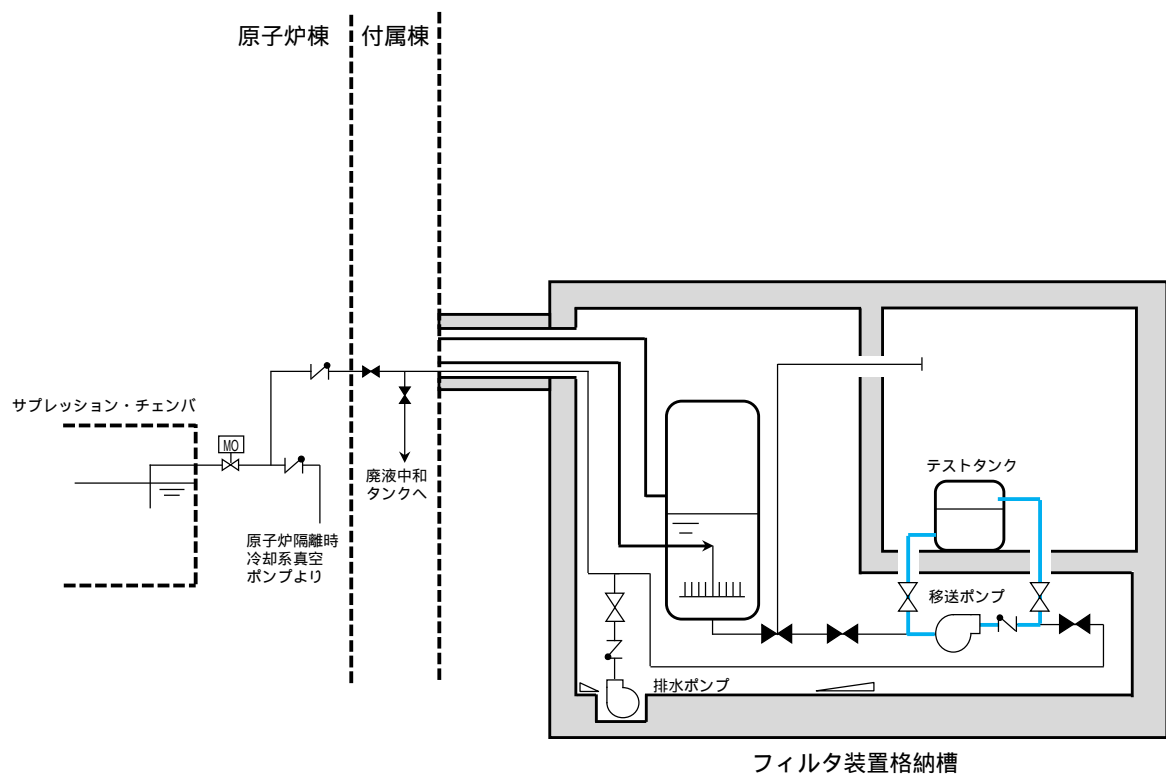 原子炉棟
付属棟
サプレッション・チェンバ
MO
廃液中和
タンクへ
原子炉隔離時
冷却系真空
ポンプより
テストタンク
移送ポンプ
排水ポンプ
フィルタ装置格納槽